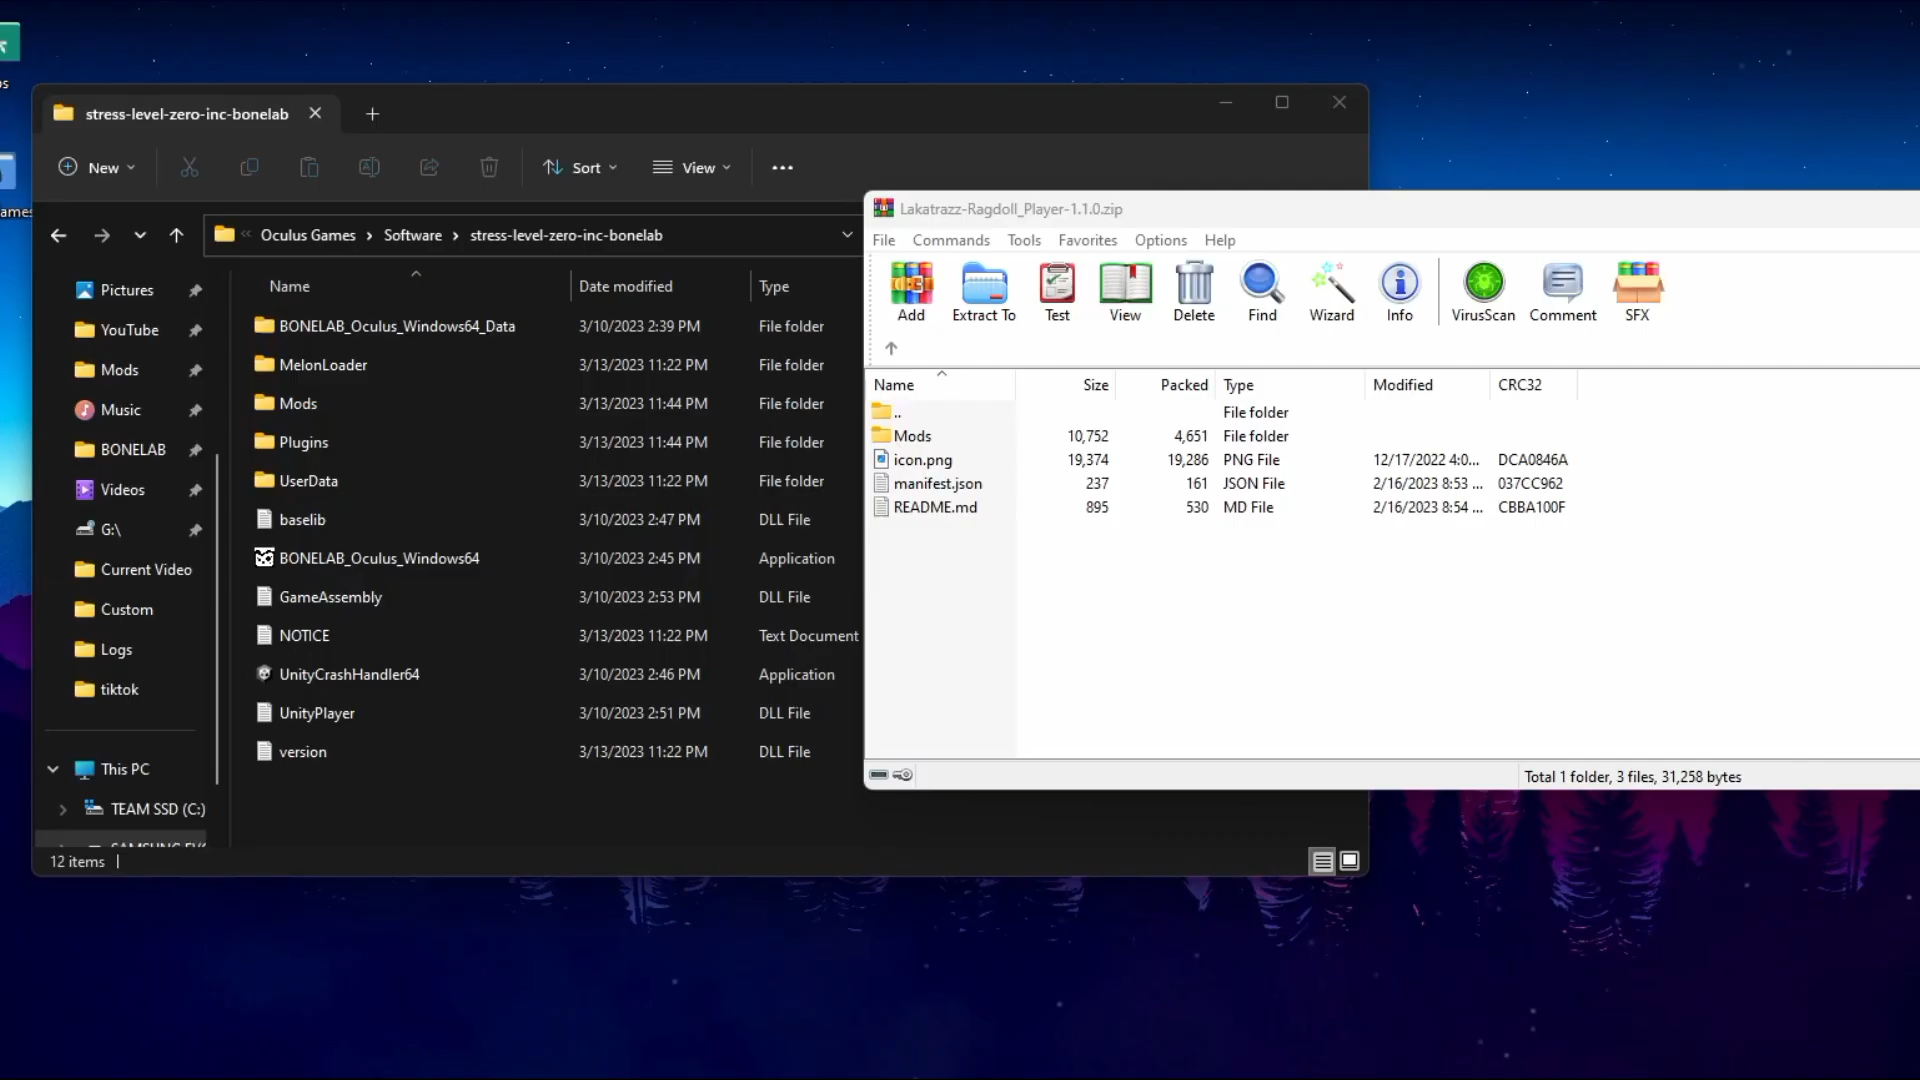 os
ames
stress-level-zero-inc-bonelab
New
Sort
View
Oculus Games
Software
stress-level-zero-inc-bonelab
Pictures
YouTube
Mods
Music
BONELAB
Videos
G:\
Current Video
Custom
Logs
tiktok
This PC
TEAM SSD (C:)
Name Date modified Type
BONELAB_Oculus_Windows64_Data 3/10/2023 2:39 PM File folder
MelonLoader 3/13/2023 11:22 PM File folder
Mods 3/13/2023 11:44 PM File folder
Plugins 3/13/2023 11:44 PM File folder
UserData 3/13/2023 11:22 PM File folder
baselib 3/10/2023 2:47 PM DLL File
BONELAB_Oculus_Windows64 3/10/2023 2:45 PM Application
GameAssembly 3/10/2023 2:53 PM DLL File
NOTICE 3/13/2023 11:22 PM Text Document
UnityCrashHandler64 3/10/2023 2:46 PM Application
UnityPlayer 3/10/2023 2:51 PM DLL File
version 3/13/2023 11:22 PM DLL File
12 items
Lakatrazz-Ragdoll_Player-1.1.0.zip
File Commands Tools Favorites Options Help
Add Extract To Test View Delete Find Wizard Info VirusScan Comment SFX
Name Size Packed Type Modified CRC32
.. File folder
Mods 10,752 4,651 File folder
icon.png 19,374 19,286 PNG File 12/17/2022 4:0... DCA0846A
manifest.json 237 161 JSON File 2/16/2023 8:53 ... 037CC962
README.md 895 530 MD File 2/16/2023 8:54 ... CBBA100F
Total 1 folder, 3 files, 31,258 bytes